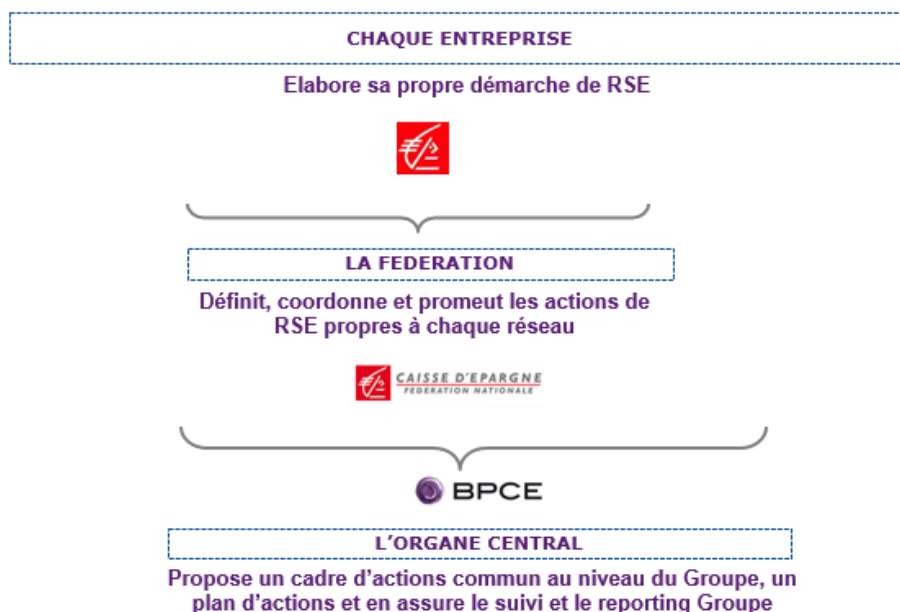 CHAQUE ENTREPRISE
Elabore sa propre démarche de RSE
LA FEDERATION
Définit, coordonne et promeut les actions de
RSE propres à chaque réseau
CAISSE D'EPARGNE
FEDERATION NATIONALE
BPCE
L'ORGANE CENTRAL
Propose un cadre d'actions commun au niveau du Groupe, un
plan d'actions et en assure le suivi et le reporting Groupe